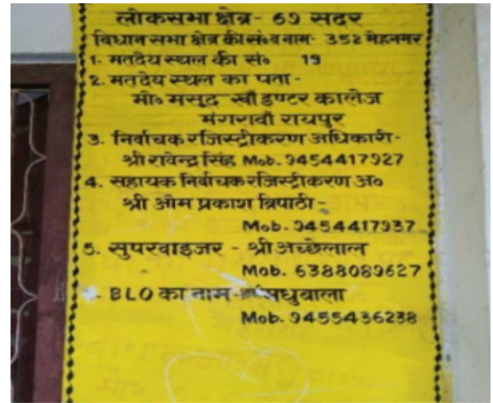 लोकसभा क्षेत्र- 69 सदर
विधान सभा क्षेत्र की सं० व नाम- 352 मेहनगर
1. मतदेय स्थल की सं० 19
2. मतदेय स्थल का पता -
मो० मसूद खाँ इण्टर कालेज
मंगरावाँ रायपुर
3. निर्वाचक रजिस्ट्रीकरण अधिकारी-
श्री रावेन्द्र सिंह Mob. 9454417927
4. सहायक निर्वाचक रजिस्ट्रीकरण अ०
श्री ओम प्रकाश त्रिपाठी -
Mob. 9454417937
5. सुपरवाइजर - श्री अच्छेलाल
Mob. 6388089627
BLO का नाम - मधुबाला
Mob. 9455436238